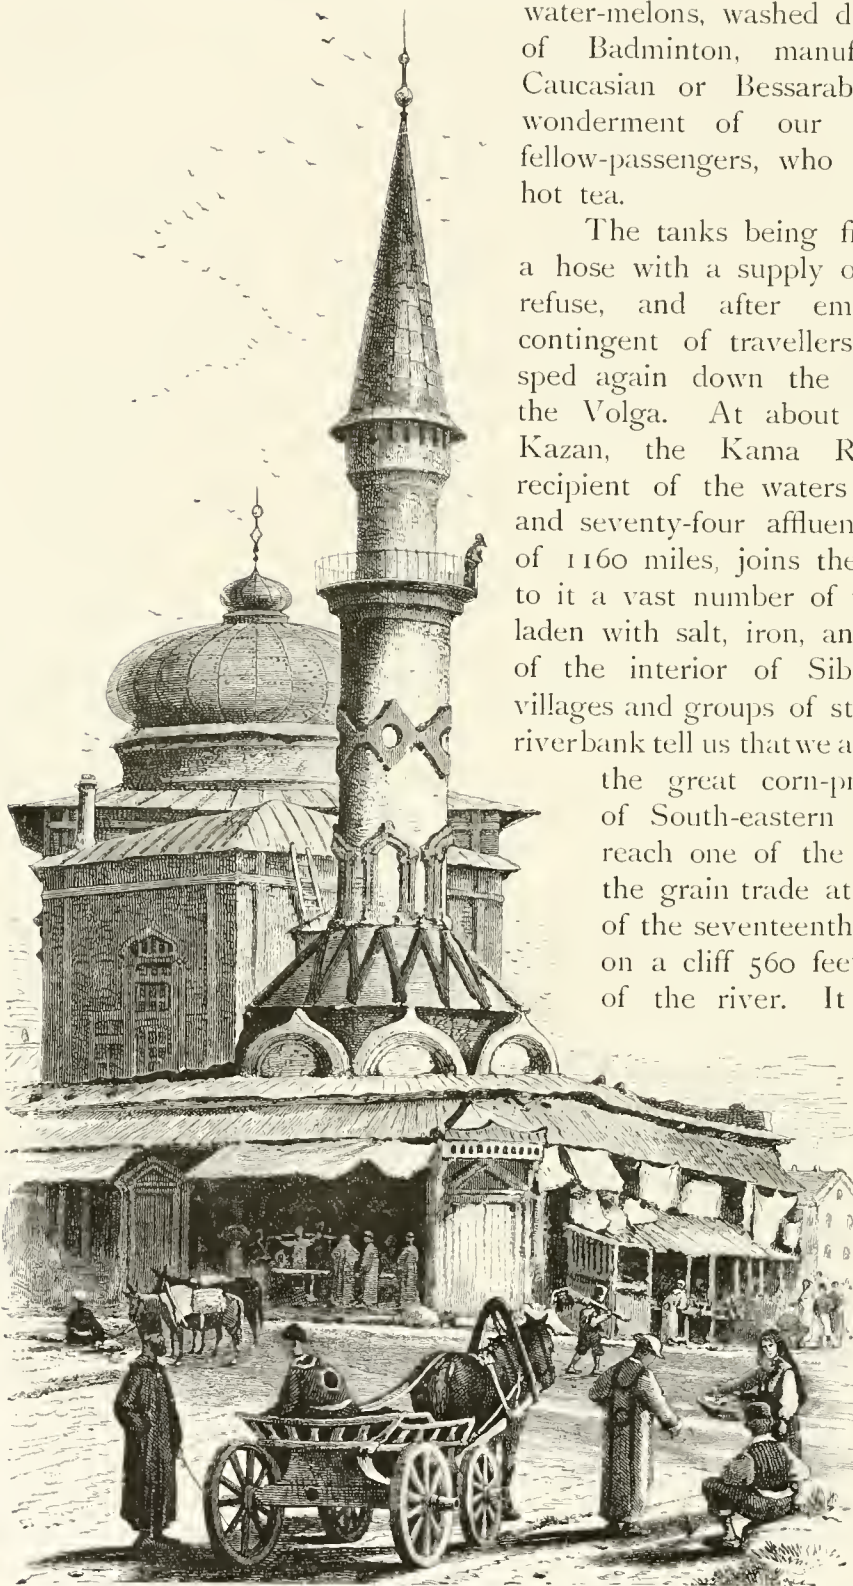 water-melons, washed d
of Badminton, manuf
Caucasian or Bessarab
wonderment of our
fellow-passengers, who
hot tea.
The tanks being fi
a hose with a supply o
refuse, and after em
contingent of travellers
sped again down the
the Volga. At about
Kazan, the Kama R
recipient of the waters
and seventy-four affluen
of 1160 miles, joins the
to it a vast number of
laden with salt, iron, an
of the interior of Sib
villages and groups of st
riverbank tell us that we a
the great corn-pr
of South-eastern
reach one of the
the grain trade at
of the seventeenth
on a cliff 560 fee
of the river. It